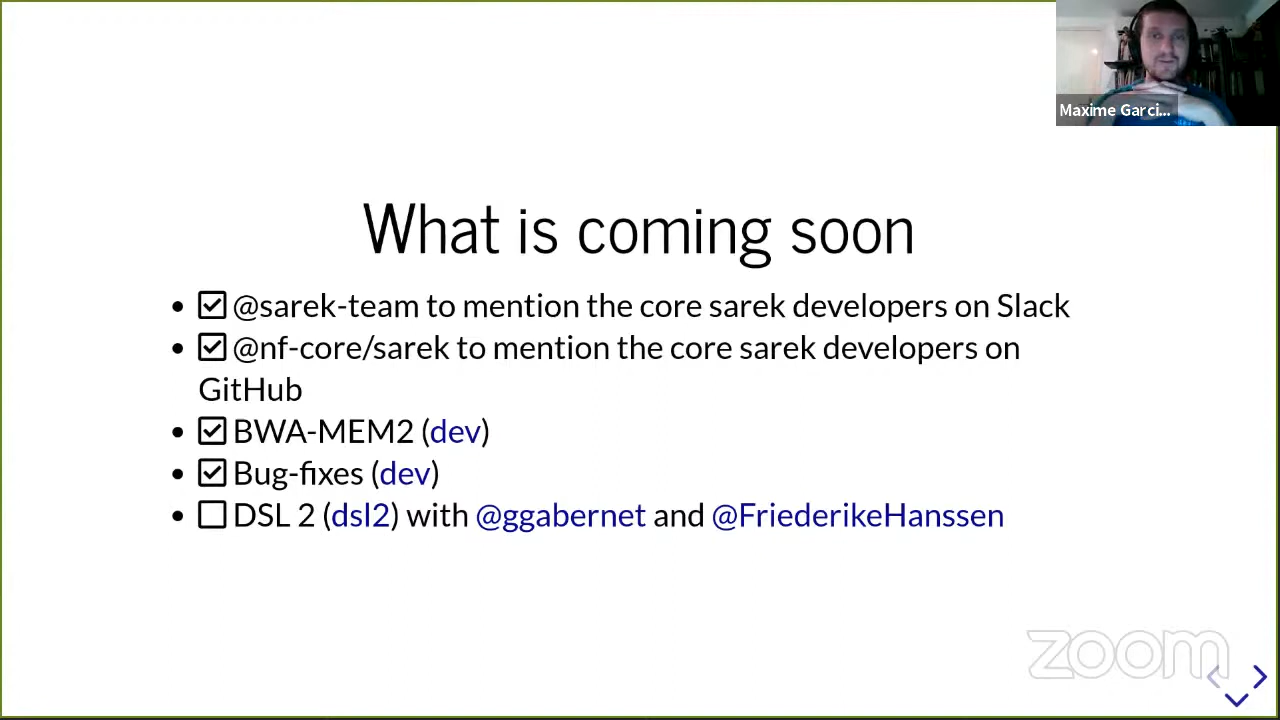 Maxime Garci...
What is coming soon
@sarek-team to mention the core sarek developers on Slack
@nf-core/sarek to mention the core sarek developers on
GitHub
BWA-MEM2 (dev)
Bug-fixes (dev)
DSL 2 (dsl2) with @ggabernet and @FriederikeHanssen
zoom